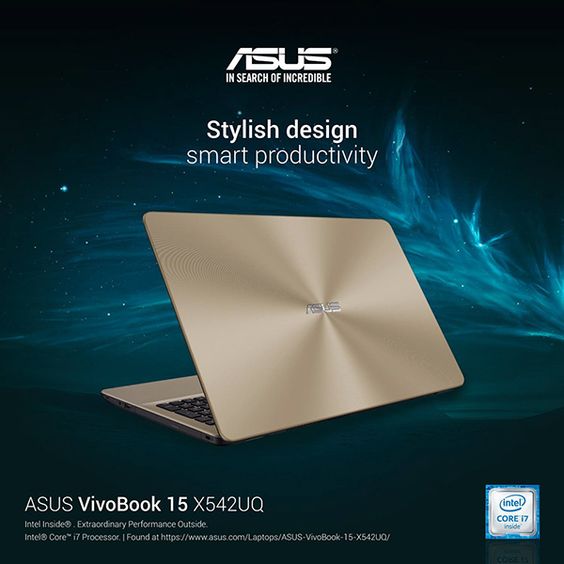 ASUS®
IN SEARCH OF INCREDIBLE
Stylish design
smart productivity
ASUS
ASUS VivoBook 15 X542UQ
Intel Inside® . Extraordinary Performance Outside.
Intel® Core™ i7 Processor. | Found at https://www.asus.com/Laptops/ASUS-VivoBook-15-X542UQ/
intel®
CORE i7
inside™